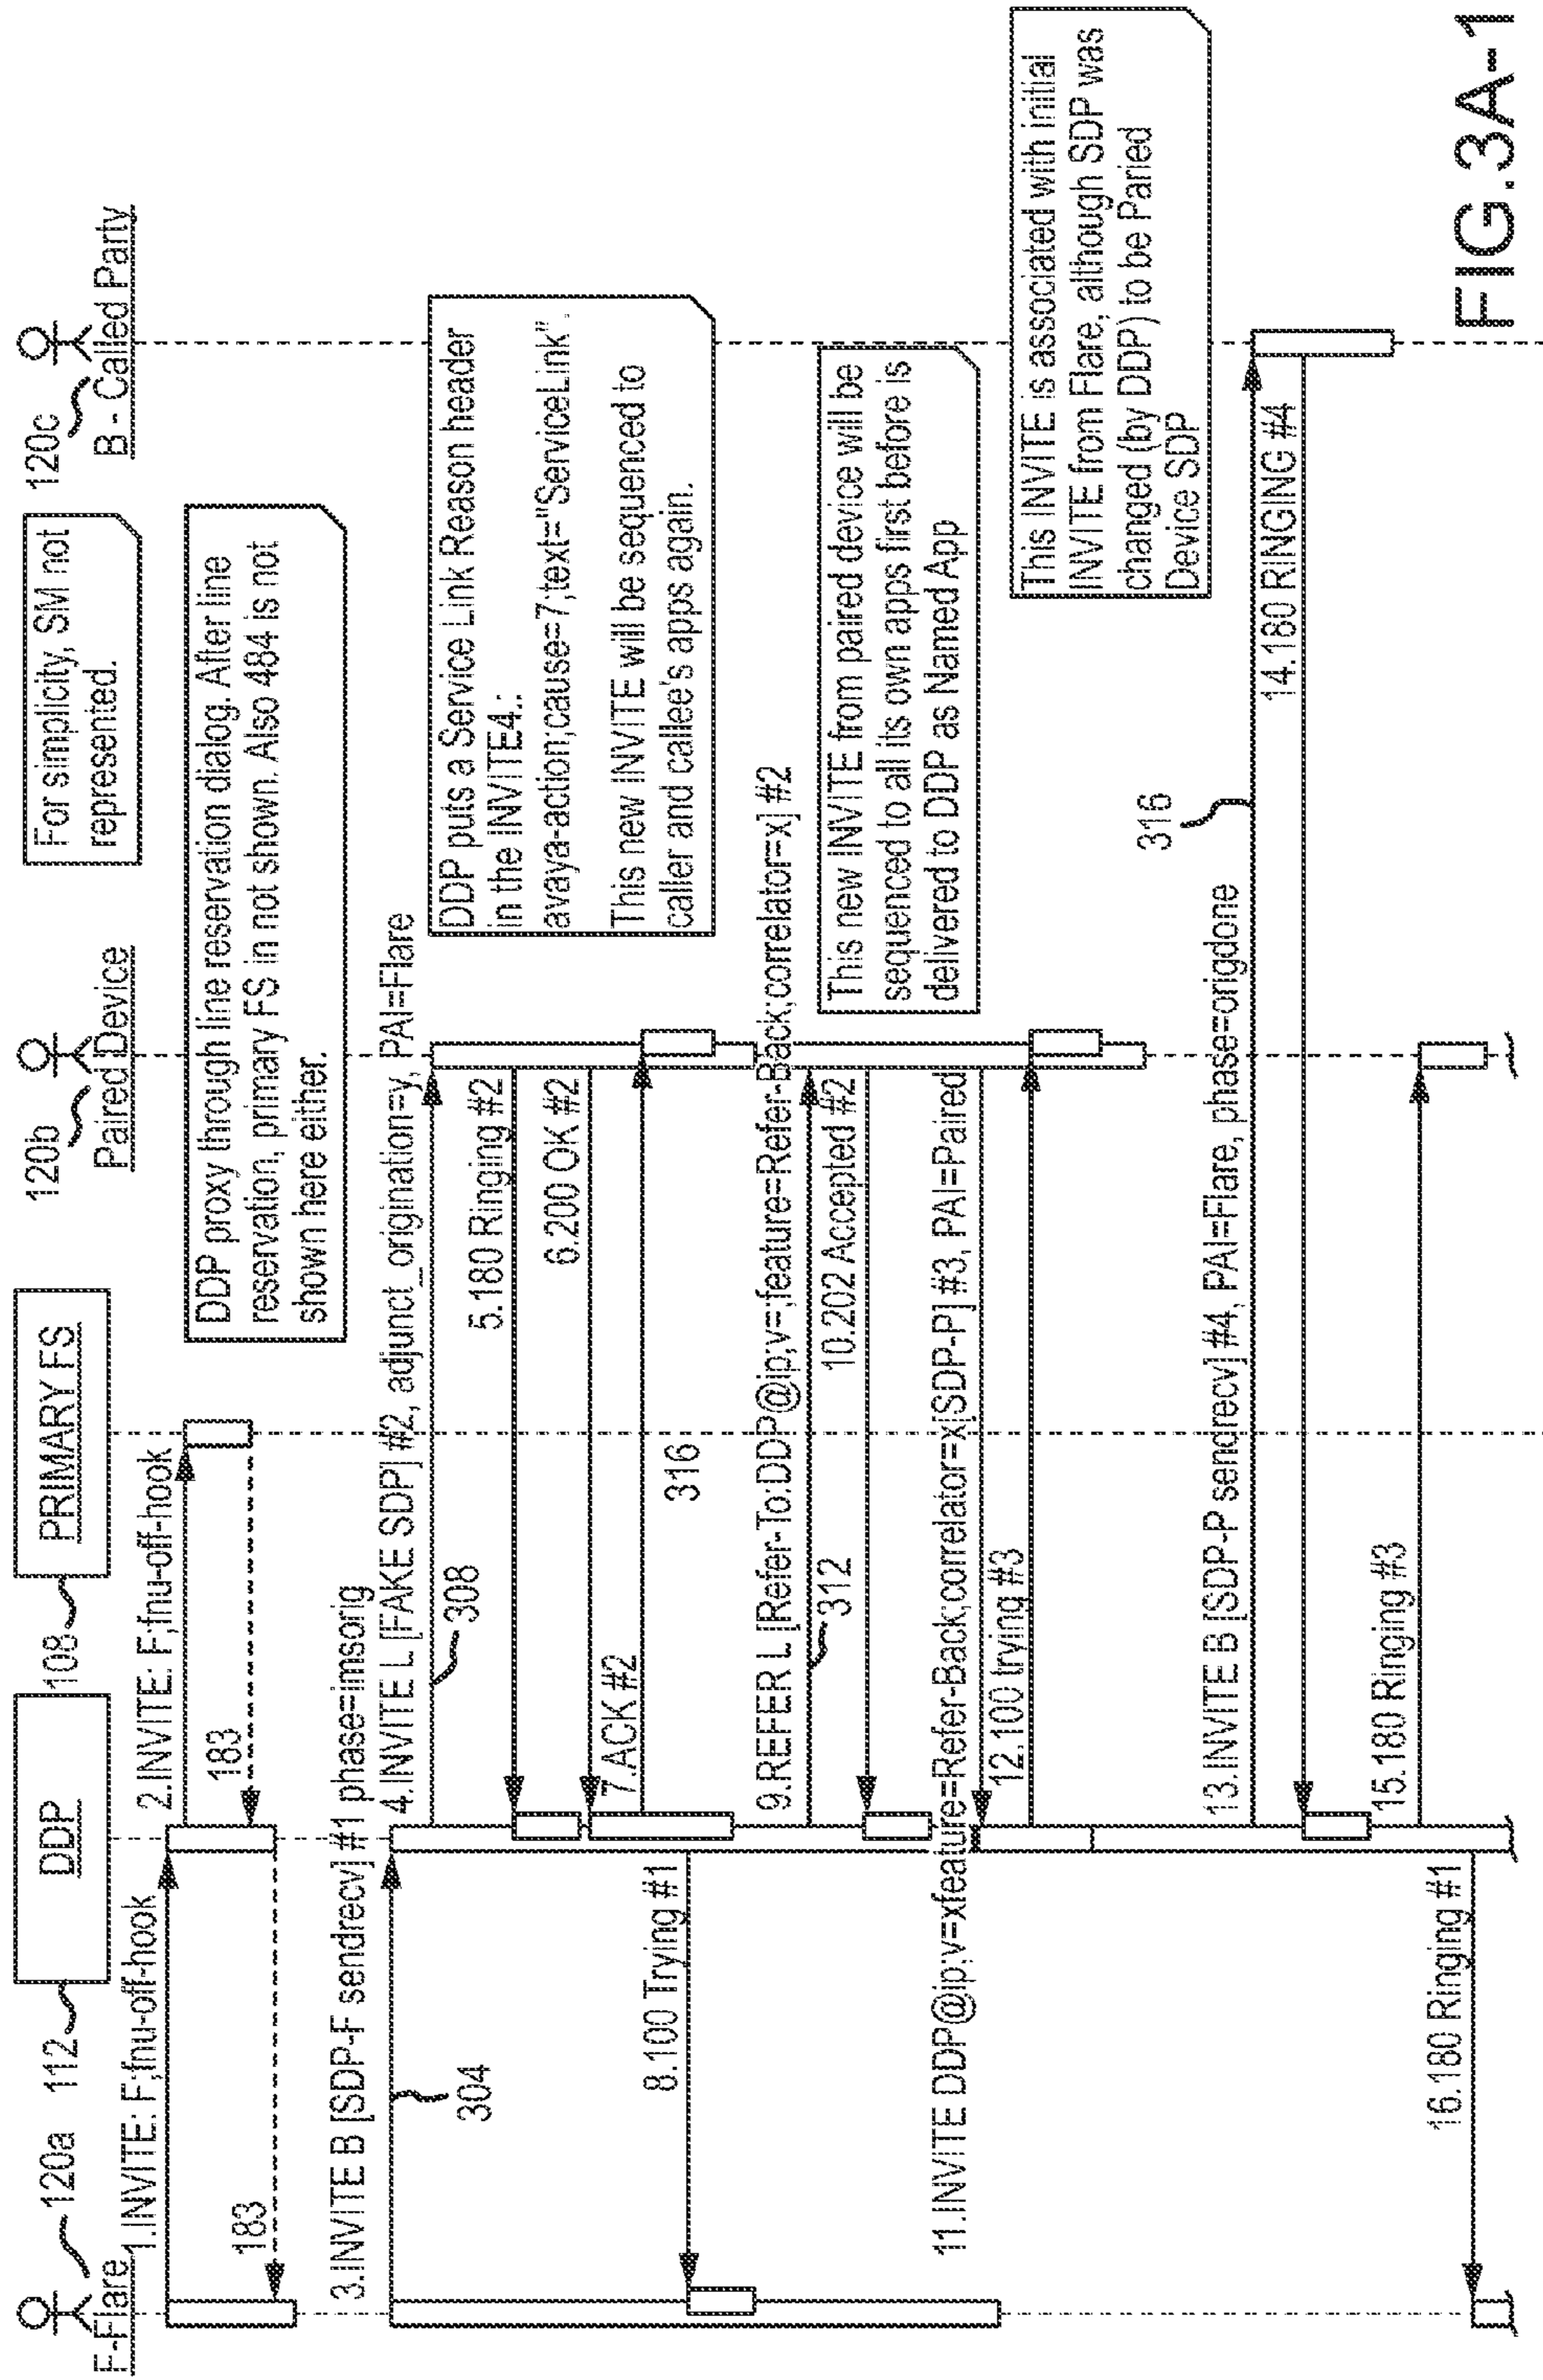 F-Flare
120a
112
DDP
108
PRIMARY FS
120b
Paired Device
For simplicity, SM not
represented.
120c
B - Called Party
1.INVITE: F;fnu-off-hook
2.INVITE: F;fnu-off-hook
183
183
DDP proxy through line reservation dialog. After line
reservation, primary FS in not shown. Also 484 is not
shown here either.
3.INVITE B [SDP-F sendrecv] #1 phase=imsorig
304
4.INVITE L [FAKE SDP] #2, adjunct_origination=y, PAI=Flare
308
DDP puts a Service Link Reason header
in the INVITE4.:
avaya-action;cause=7;text="ServiceLink".
This new INVITE will be sequenced to
caller and callee's apps again.
5.180 Ringing #2
6.200 OK #2
7.ACK #2
316
8.100 Trying #1
9.REFER L [Refer-To:DDP@ip;v=;feature=Refer-Back;correlator=x] #2
312
10.202 Accepted #2
This new INVITE from paired device will be
sequenced to all its own apps first before is
delivered to DDP as Named App
11.INVITE DDP@ip;v=xfeature=Refer-Back;correlator=x[SDP-P] #3, PAI=Paired
12.100 trying #3
This INVITE is associated with initial
INVITE from Flare, although SDP was
changed (by DDP) to be Paried
Device SDP
13.INVITE B [SDP-P sendrecv] #4, PAI=Flare, phase=origdone
316
14.180 RINGING #4
15.180 Ringing #3
16.180 Ringing #1
FIG.3A-1